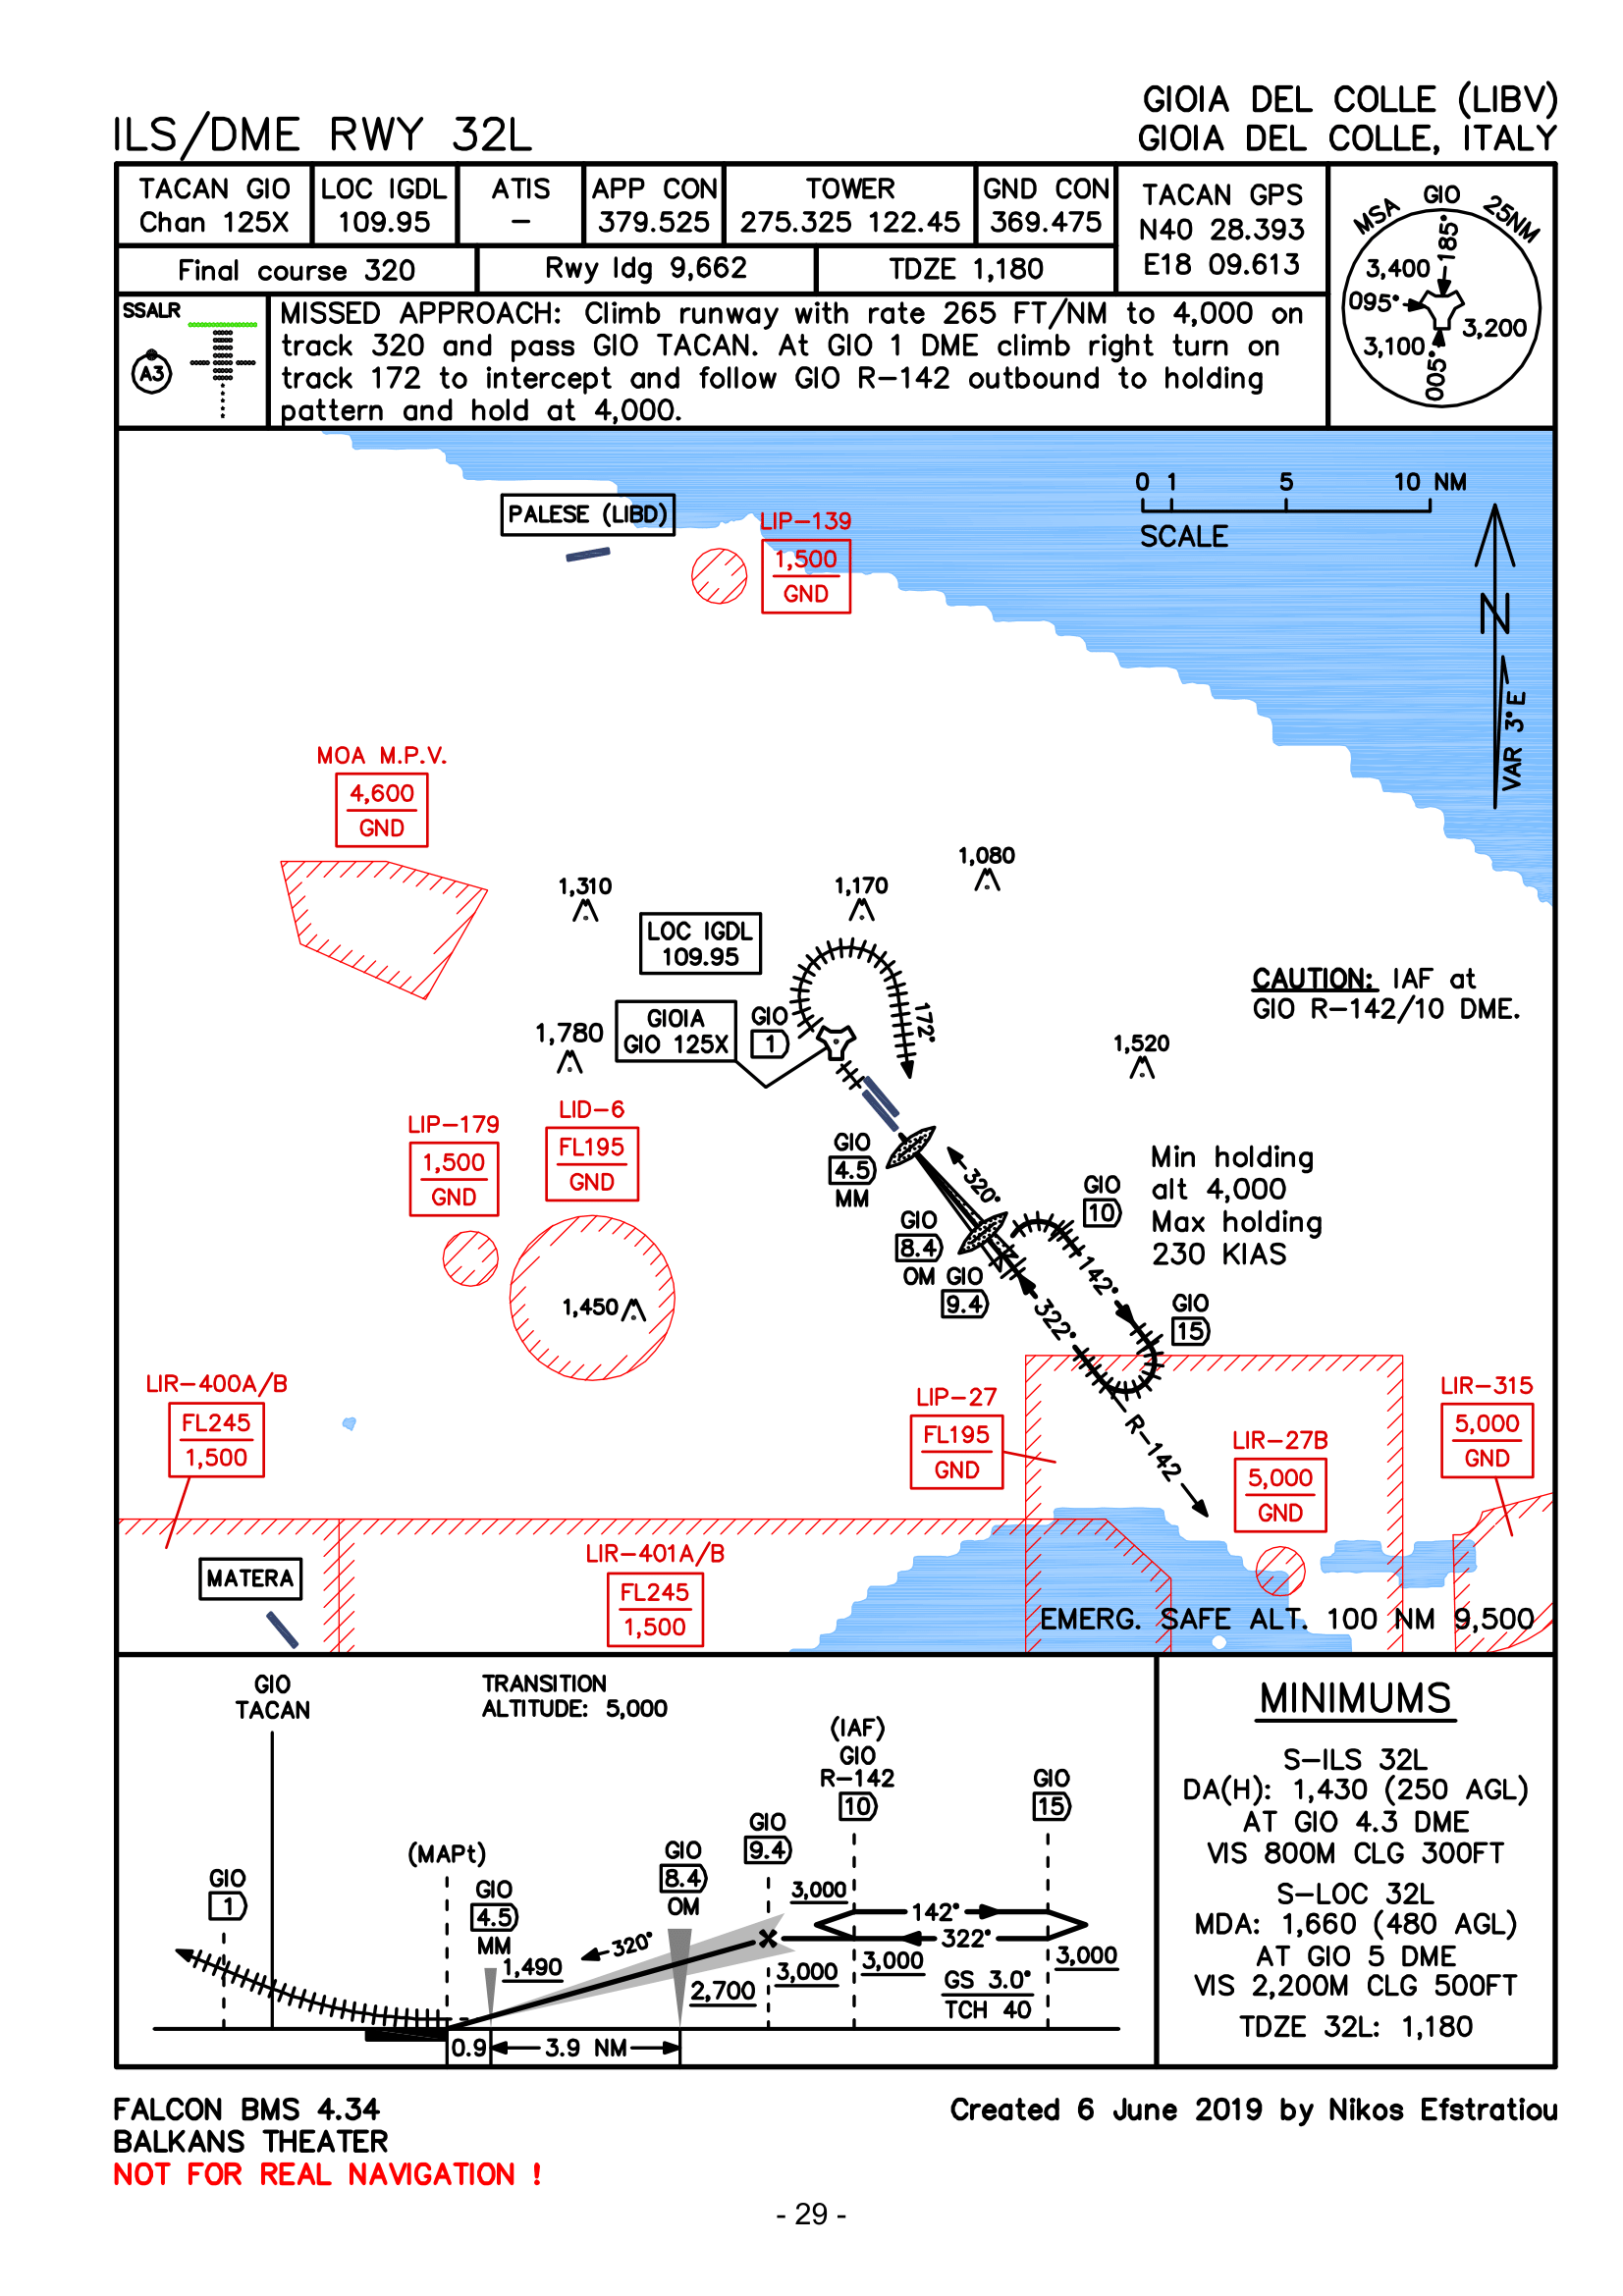 GIOIA DEL COLLE (LIBV)
ILS/DME RWY 32L
GIOIA DEL COLLE, ITALY
TACAN GIO
Chan 125X
LOC IGDL
109.95
ATIS
-
APP CON
379.525
TOWER
275.325 122.45
GND CON
369.475
TACAN GPS
N40 28.393
E18 09.613
Final course 320
Rwy ldg 9,662
TDZE 1,180
MSA GIO 25NM
185°
3,400
095°
3,200
3,100
005°
SSALR
A3
MISSED APPROACH: Climb runway with rate 265 FT/NM to 4,000 on
track 320 and pass GIO TACAN. At GIO 1 DME climb right turn on
track 172 to intercept and follow GIO R-142 outbound to holding
pattern and hold at 4,000.
0 1 5 10 NM
SCALE
PALESE (LIBD)
LIP-139
1,500
GND
N
VAR 3°E
MOA M.P.V.
4,600
GND
1,080
1,310
1,170
LOC IGDL
109.95
CAUTION: IAF at
GIO R-142/10 DME.
GIOIA
GIO 125X
GIO
1
172°
1,780
1,520
LIP-179
1,500
GND
LID-6
FL195
GND
GIO
4.5
MM
320°
Min holding
alt 4,000
Max holding
230 KIAS
GIO
10
GIO
8.4
OM
GIO
9.4
142°
322°
GIO
15
1,450
LIR-400A/B
FL245
1,500
LIP-27
FL195
GND
R-142
LIR-27B
5,000
GND
LIR-315
5,000
GND
LIR-401A/B
FL245
1,500
MATERA
EMERG. SAFE ALT. 100 NM 9,500
GIO
TACAN
TRANSITION
ALTITUDE: 5,000
(IAF)
GIO
R-142
10
GIO
15
GIO
9.4
(MAPt)
GIO
8.4
OM
GIO
1
GIO
4.5
MM
3,000
142°
322°
320°
1,490
2,700
3,000
3,000
3,000
GS 3.0°
TCH 40
0.9
3.9 NM
MINIMUMS
S-ILS 32L
DA(H): 1,430 (250 AGL)
AT GIO 4.3 DME
VIS 800M CLG 300FT
S-LOC 32L
MDA: 1,660 (480 AGL)
AT GIO 5 DME
VIS 2,200M CLG 500FT
TDZE 32L: 1,180
FALCON BMS 4.34
BALKANS THEATER
NOT FOR REAL NAVIGATION !
Created 6 June 2019 by Nikos Efstratiou
- 29 -